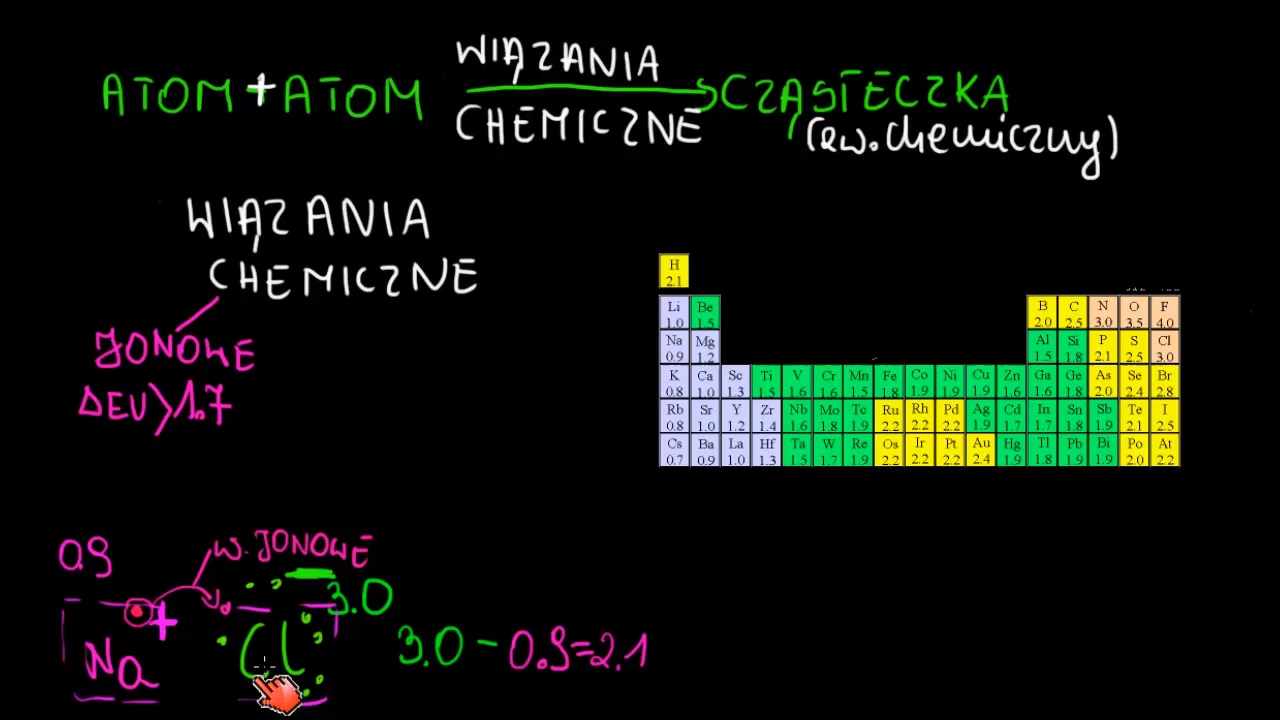 WIĄZANIA
ATOM + ATOM CZĄSTECZKA
CHEMICZNE (zw. chemiczny)
WIĄZANIA
CHEMICZNE
JONOWE
ΔEU>1.7
H
2.1
Li Be B C N O F
1.0 1.5 2.0 2.5 3.0 3.5 4.0
Na Mg Al Si P S Cl
0.9 1.2 1.5 1.8 2.1 2.5 3.0
K Ca Sc Ti V Cr Mn Fe Co Ni Cu Zn Ga Ge As Se Br
0.8 1.0 1.3 1.5 1.6 1.6 1.5 1.8 1.9 1.9 1.9 1.6 1.6 1.8 2.0 2.4 2.8
Rb Sr Y Zr Nb Mo Tc Ru Rh Pd Ag Cd In Sn Sb Te I
0.8 1.0 1.2 1.4 1.6 1.8 1.9 2.2 2.2 2.2 1.9 1.7 1.7 1.8 1.9 2.1 2.5
Cs Ba La Hf Ta W Re Os Ir Pt Au Hg Tl Pb Bi Po At
0.7 0.9 1.0 1.3 1.5 1.7 1.9 2.2 2.2 2.2 2.4 1.9 1.8 1.9 1.9 2.0 2.2
0.9 w. JONOWE
3.0
Na + Cl 3.0 - 0.9=2.1